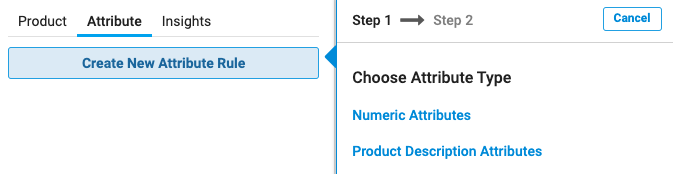 Product Attribute Insights
Create New Attribute Rule
Step 1 Step 2 Cancel
Choose Attribute Type
Numeric Attributes
Product Description Attributes